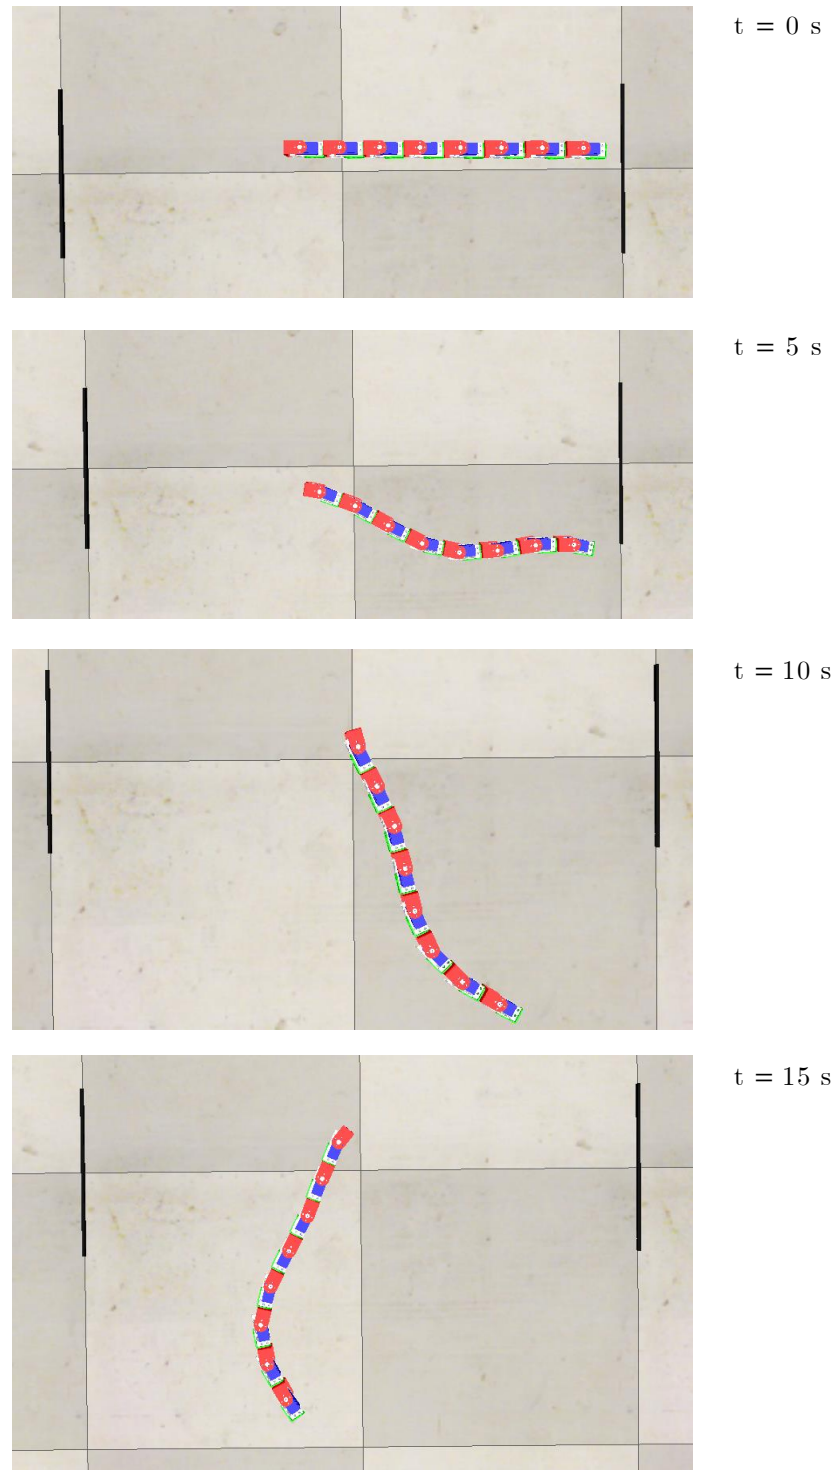 t = 0 s
t = 5 s
t = 10 s
t = 15 s